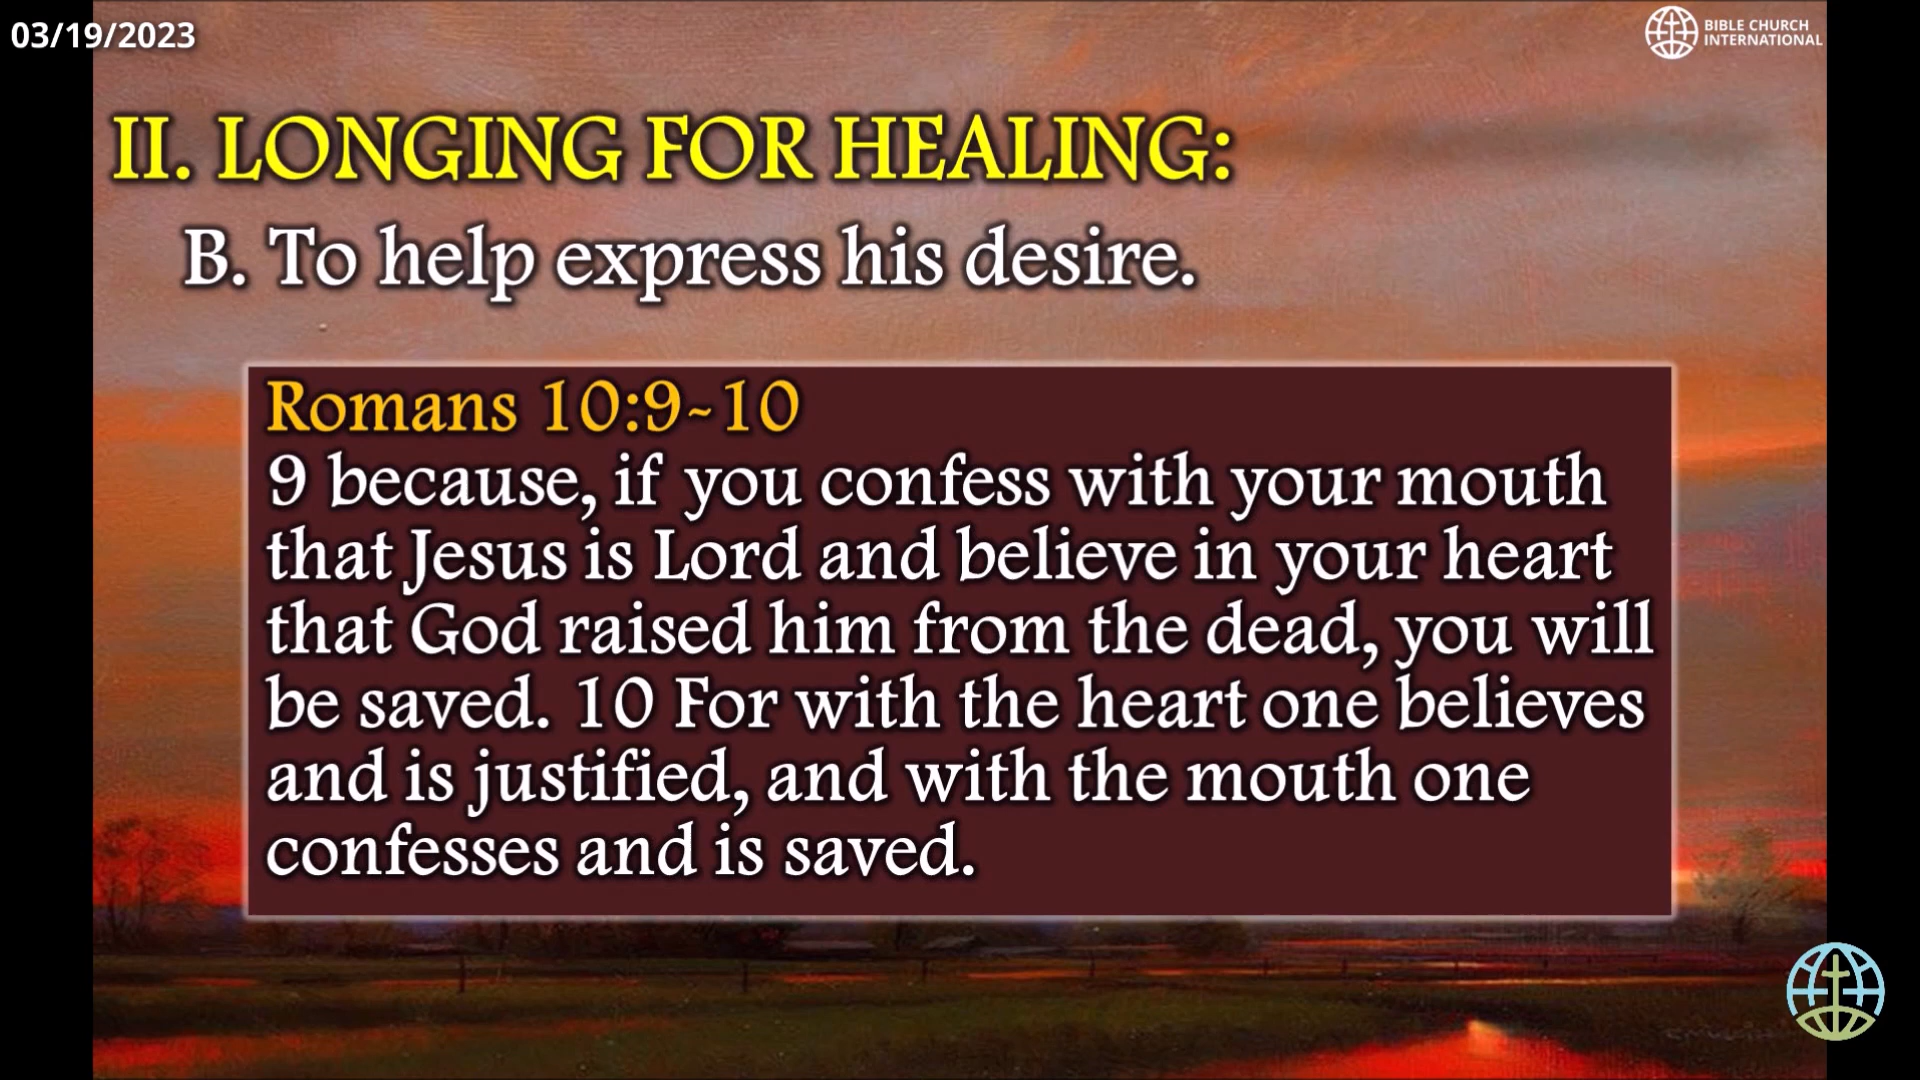 03/19/2023
BIBLE CHURCH
INTERNATIONAL
II. LONGING FOR HEALING:
B. To help express his desire.
Romans 10:9-10
9 because, if you confess with your mouth
that Jesus is Lord and believe in your heart
that God raised him from the dead, you will
be saved. 10 For with the heart one believes
and is justified, and with the mouth one
confesses and is saved.